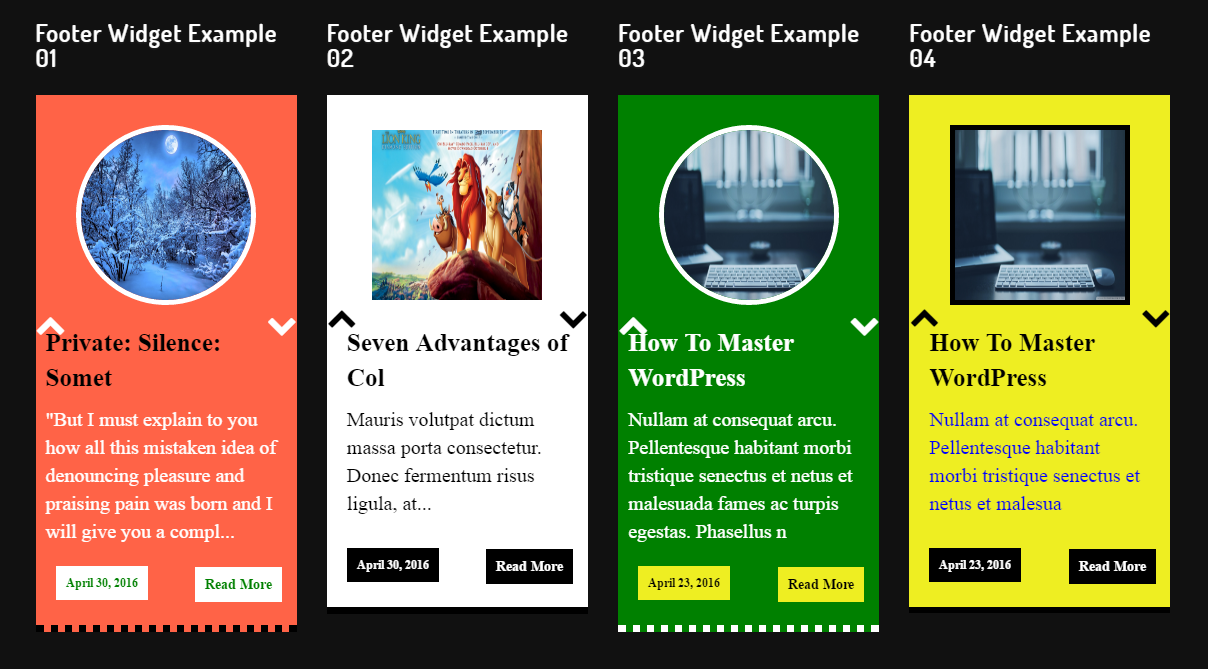 Footer Widget Example
01
Private: Silence:
Somet
"But I must explain to you
how all this mistaken idea of
denouncing pleasure and
praising pain was born and I
will give you a compl...
April 30, 2016
Read More
Footer Widget Example
02
Seven Advantages of
Col
Mauris volutpat dictum
massa porta consectetur.
Donec fermentum risus
ligula, at...
April 30, 2016
Read More
Footer Widget Example
03
How To Master
WordPress
Nullam at consequat arcu.
Pellentesque habitant morbi
tristique senectus et netus et
malesuada fames ac turpis
egestas. Phasellus n
April 23, 2016
Read More
Footer Widget Example
04
How To Master
WordPress
Nullam at consequat arcu.
Pellentesque habitant
morbi tristique senectus et
netus et malesua
April 23, 2016
Read More